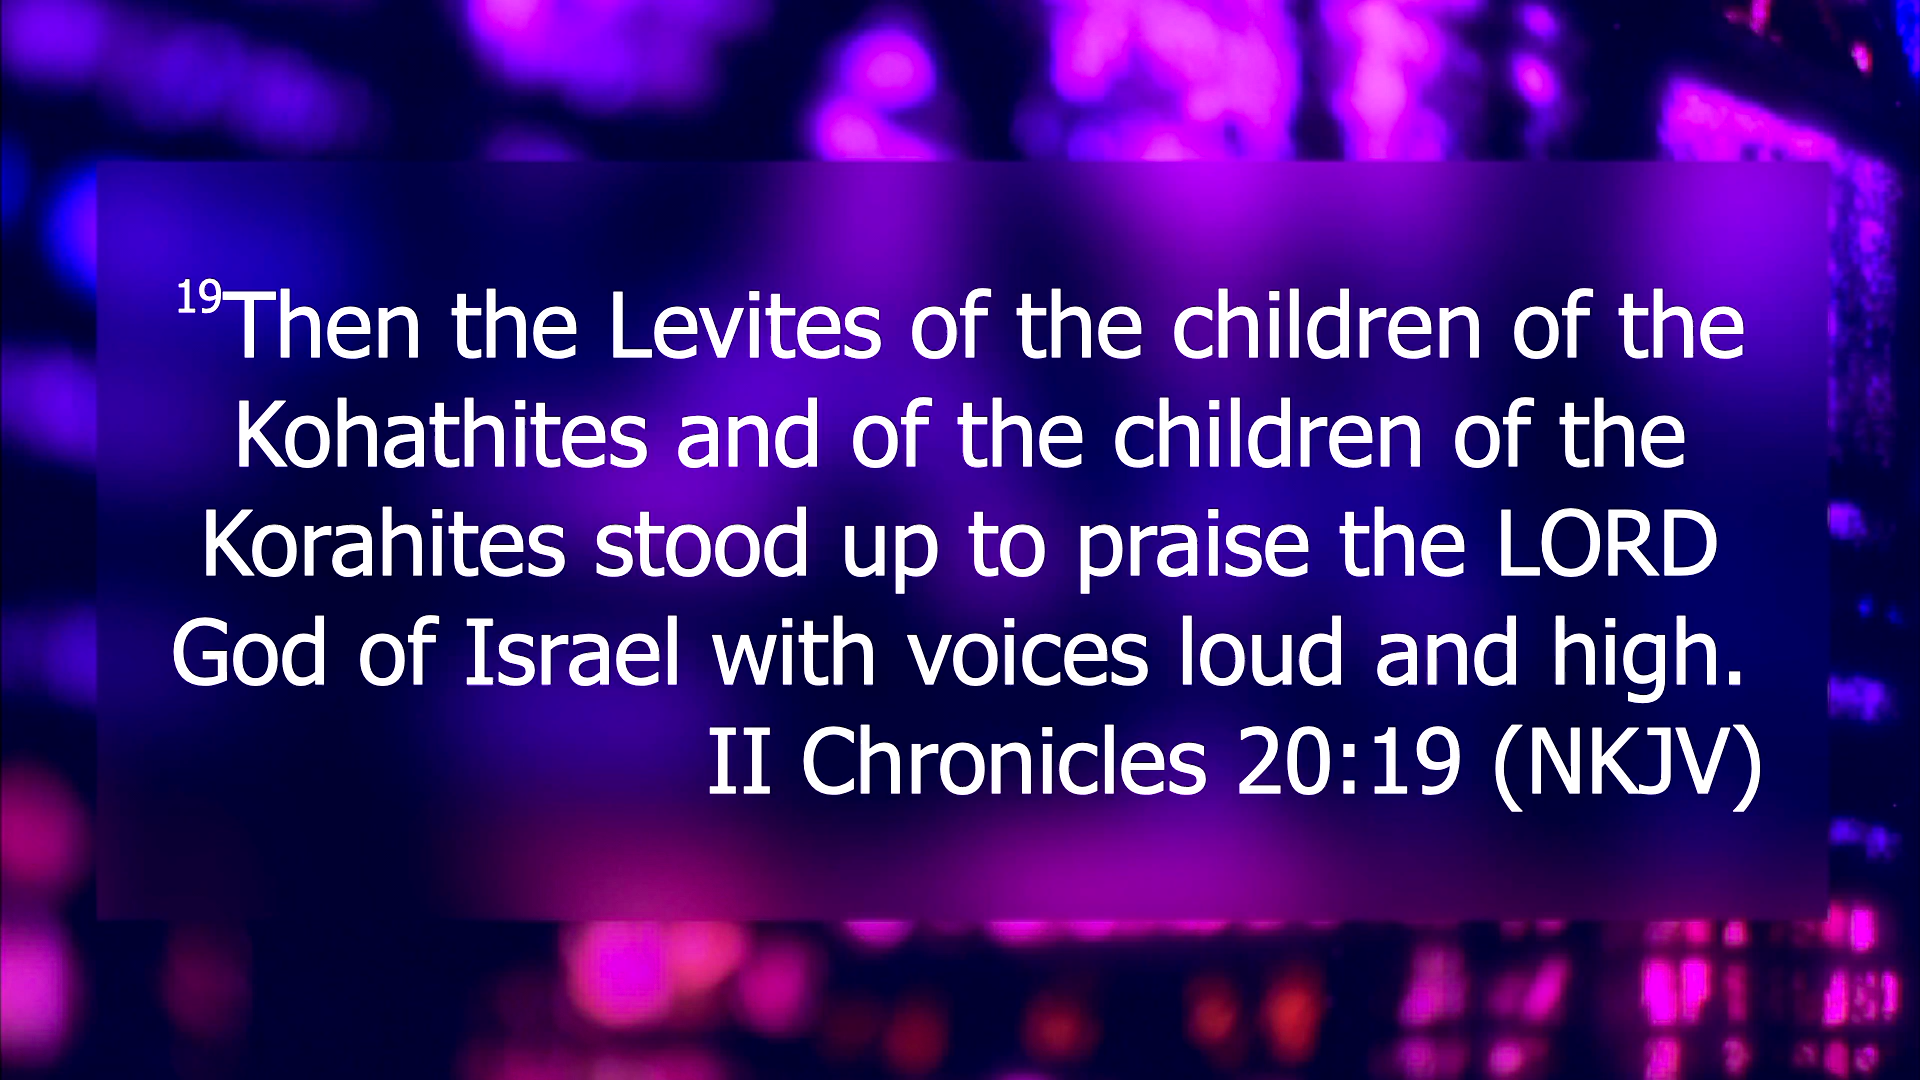 19Then the Levites of the children of the
Kohathites and of the children of the
Korahites stood up to praise the LORD
God of Israel with voices loud and high.
II Chronicles 20:19 (NKJV)